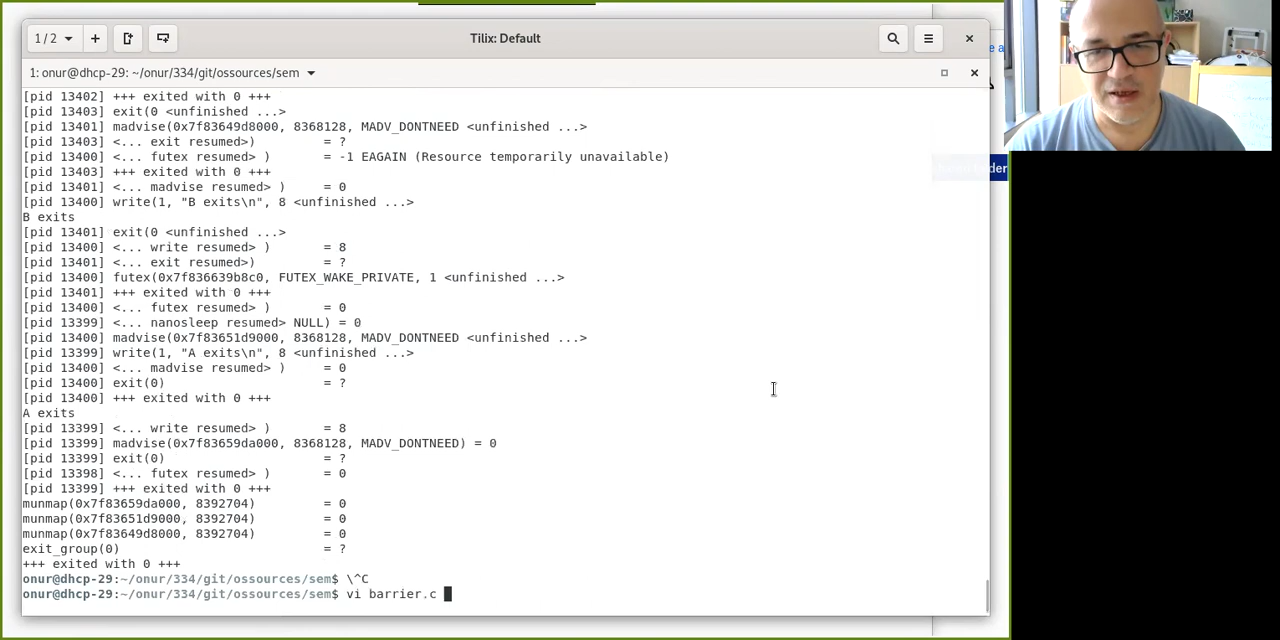 1 / 2
Tilix: Default
1: onur@dhcp-29: ~/onur/334/git/ossources/sem
[pid 13402] +++ exited with 0 +++
[pid 13403] exit(0 <unfinished ...>
[pid 13401] madvise(0x7f83649d8000, 8368128, MADV_DONTNEED <unfinished ...>
[pid 13403] <... exit resumed>) = ?
[pid 13400] <... futex resumed> ) = -1 EAGAIN (Resource temporarily unavailable)
[pid 13403] +++ exited with 0 +++
[pid 13401] <... madvise resumed> ) = 0
[pid 13400] write(1, "B exits\n", 8 <unfinished ...>
B exits
[pid 13401] exit(0 <unfinished ...>
[pid 13400] <... write resumed> ) = 8
[pid 13401] <... exit resumed>) = ?
[pid 13400] futex(0x7f836639b8c0, FUTEX_WAKE_PRIVATE, 1 <unfinished ...>
[pid 13401] +++ exited with 0 +++
[pid 13400] <... futex resumed> ) = 0
[pid 13399] <... nanosleep resumed> NULL) = 0
[pid 13400] madvise(0x7f83651d9000, 8368128, MADV_DONTNEED <unfinished ...>
[pid 13399] write(1, "A exits\n", 8 <unfinished ...>
[pid 13400] <... madvise resumed> ) = 0
[pid 13400] exit(0) = ?
[pid 13400] +++ exited with 0 +++
A exits
[pid 13399] <... write resumed> ) = 8
[pid 13399] madvise(0x7f83659da000, 8368128, MADV_DONTNEED) = 0
[pid 13399] exit(0) = ?
[pid 13398] <... futex resumed> ) = 0
[pid 13399] +++ exited with 0 +++
munmap(0x7f83659da000, 8392704) = 0
munmap(0x7f83651d9000, 8392704) = 0
munmap(0x7f83649d8000, 8392704) = 0
exit_group(0) = ?
+++ exited with 0 +++
onur@dhcp-29:~/onur/334/git/ossources/sem$ \^C
onur@dhcp-29:~/onur/334/git/ossources/sem$ vi barrier.c